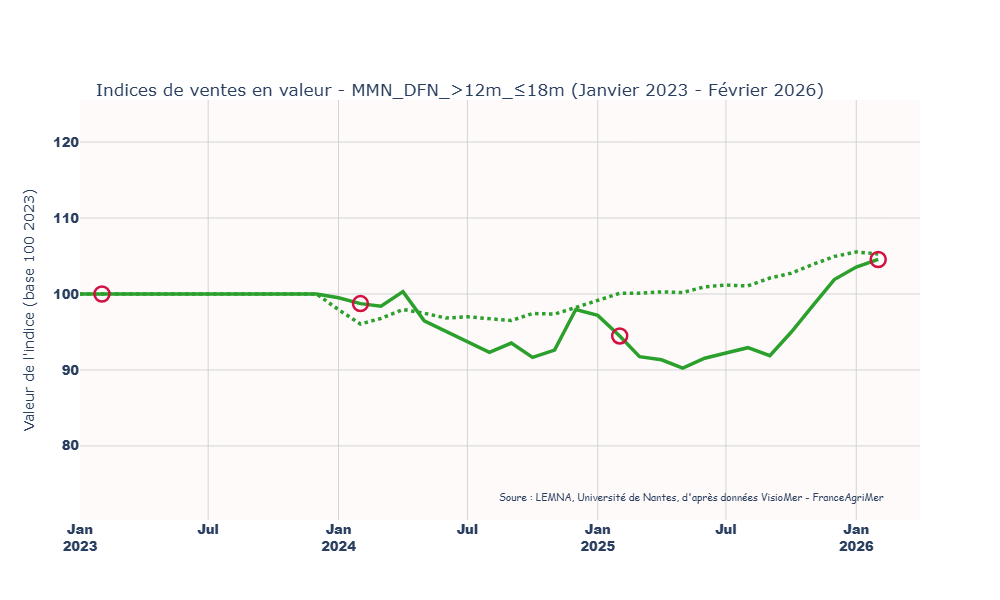 Indices de ventes en valeur - MMN_DFN_>12m_≤18m (Janvier 2023 - Février 2026)
Valeur de l'indice (base 100 2023)
120
110
100
90
80
Soure : LEMNA, Université de Nantes, d'après données VisioMer - FranceAgriMer
Jan Jul Jan Jul Jan Jul Jan
2023 2024 2025 2026